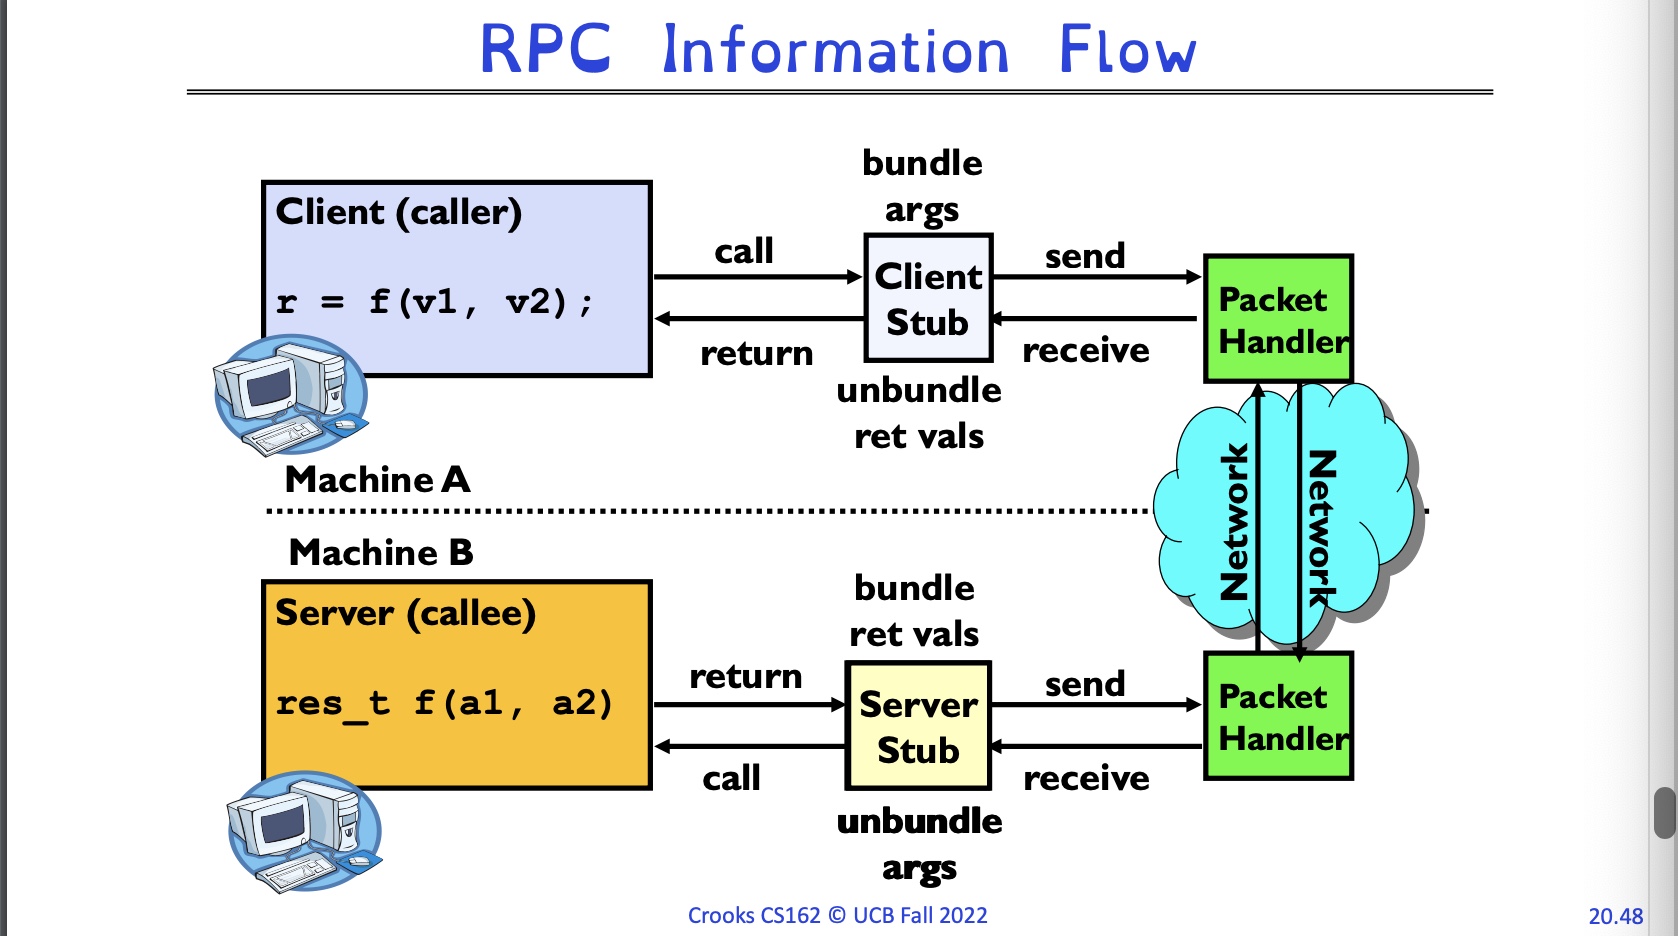 RPC Information Flow
bundle
args
Client (caller)
r = f(v1, v2);
call
Client
Stub
send
Packet
Handler
return
receive
unbundle
ret vals
Machine A
Network
Network
Machine B
bundle
ret vals
Server (callee)
res_t f(a1, a2)
return
Server
Stub
send
Packet
Handler
call
receive
unbundle
args
Crooks CS162 © UCB Fall 2022
20.48